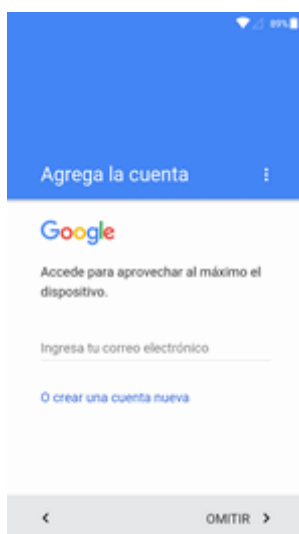 89%
Agrega la cuenta
Google
Accede para aprovechar al máximo el
dispositivo.
Ingresa tu correo electrónico
O crear una cuenta nueva
OMITIR